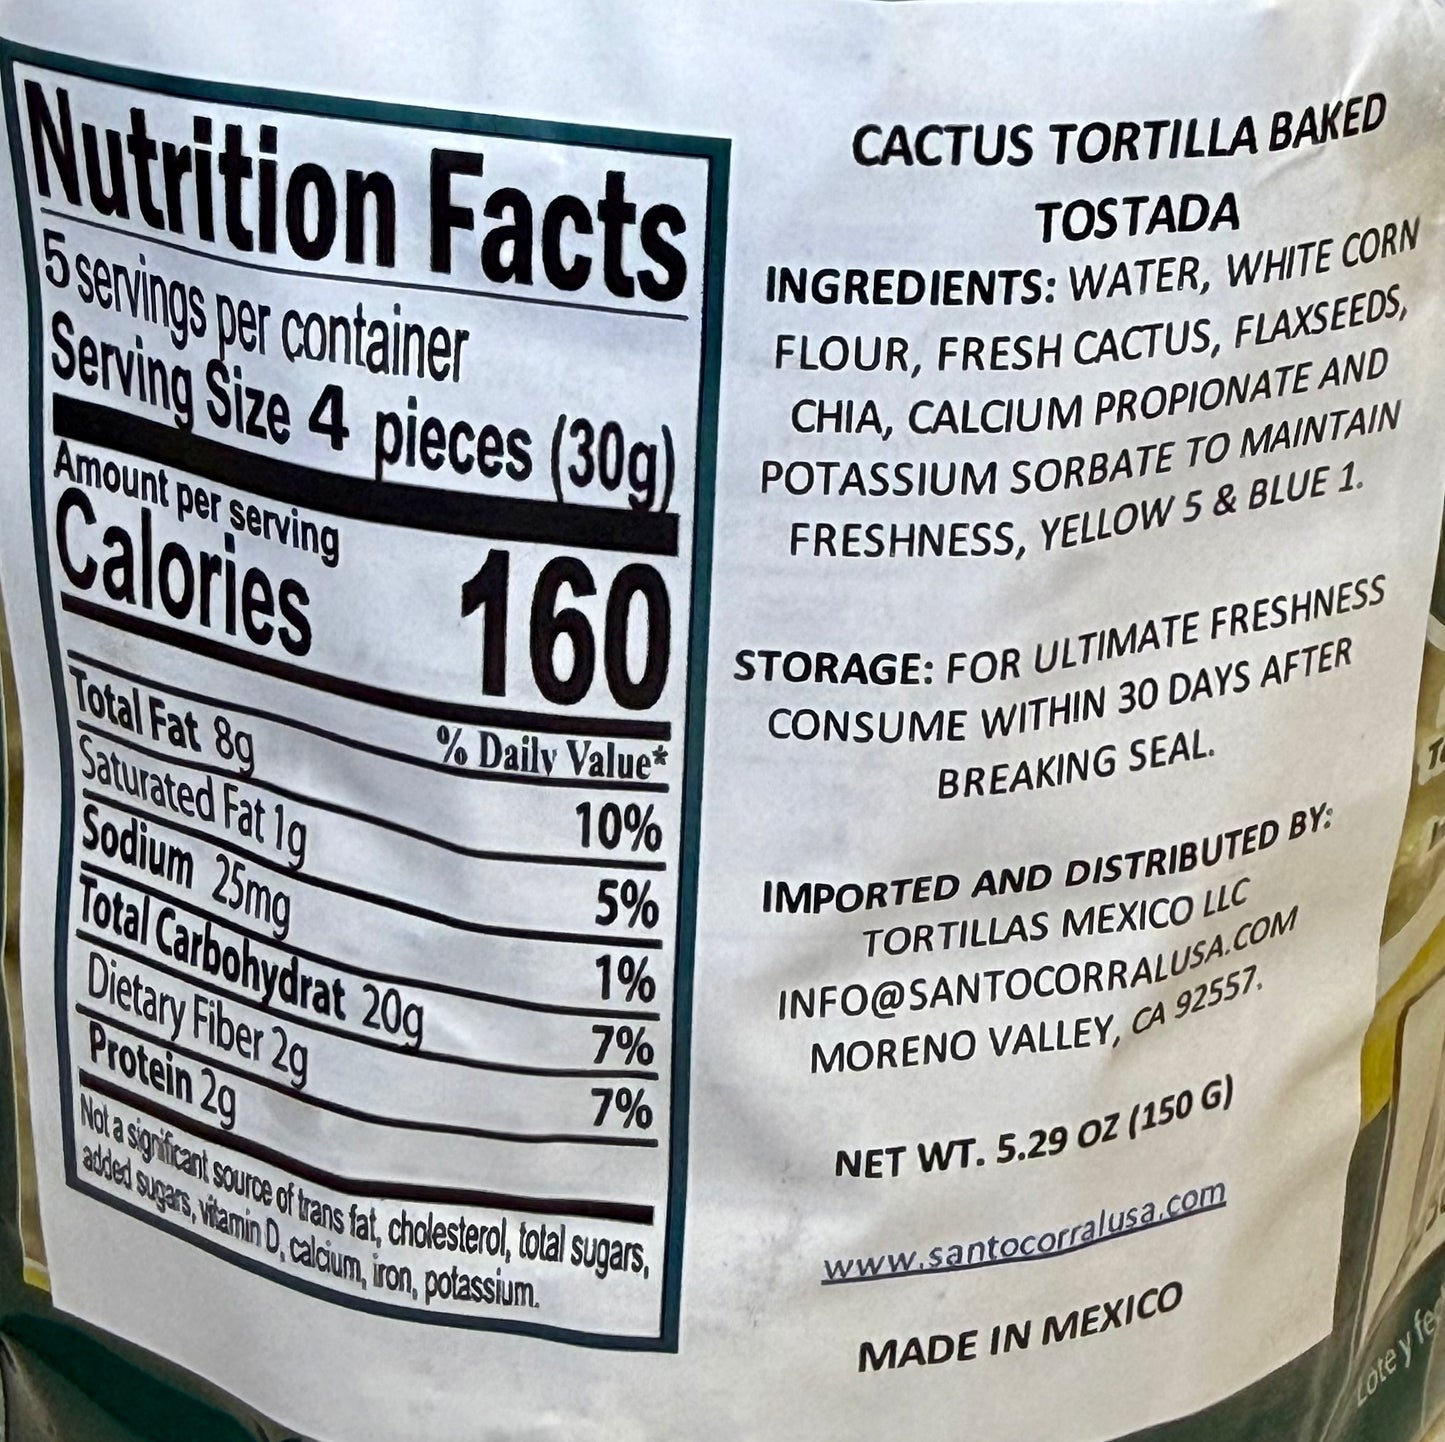 Nutrition Facts
5 servings per container
Serving Size 4 pieces (30g)
Amount per serving
Calories 160
% Daily Value*
Total Fat 8g 10%
Saturated Fat 1g 5%
Sodium 25mg 1%
Total Carbohydrat 20g 7%
Dietary Fiber 2g 7%
Protein 2g
Not a significant source of trans fat, cholesterol, total sugars,
added sugars, vitamin D, calcium, iron, potassium.
CACTUS TORTILLA BAKED
TOSTADA
INGREDIENTS: WATER, WHITE CORN
FLOUR, FRESH CACTUS, FLAXSEEDS,
CHIA, CALCIUM PROPIONATE AND
POTASSIUM SORBATE TO MAINTAIN
FRESHNESS, YELLOW 5 & BLUE 1.
STORAGE: FOR ULTIMATE FRESHNESS
CONSUME WITHIN 30 DAYS AFTER
BREAKING SEAL.
IMPORTED AND DISTRIBUTED BY:
TORTILLAS MEXICO LLC
INFO@SANTOCORRALUSA.COM
MORENO VALLEY, CA 92557.
NET WT. 5.29 OZ (150 G)
www.santocorralusa.com
MADE IN MEXICO
Lote y